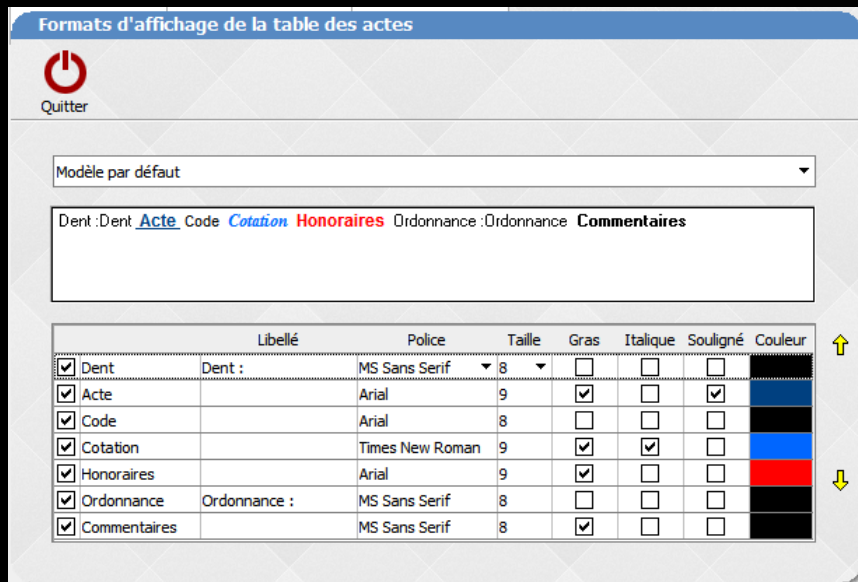 Formats d'affichage de la table des actes
Quitter
Modèle par défaut
Dent :Dent Acte Code Cotation Honoraires Ordonnance :Ordonnance Commentaires
Libellé Police Taille Gras Italique Souligné Couleur
Dent Dent : MS Sans Serif 8
Acte Arial 9
Code Arial 8
Cotation Times New Roman 9
Honoraires Arial 9
Ordonnance Ordonnance : MS Sans Serif 8
Commentaires MS Sans Serif 8